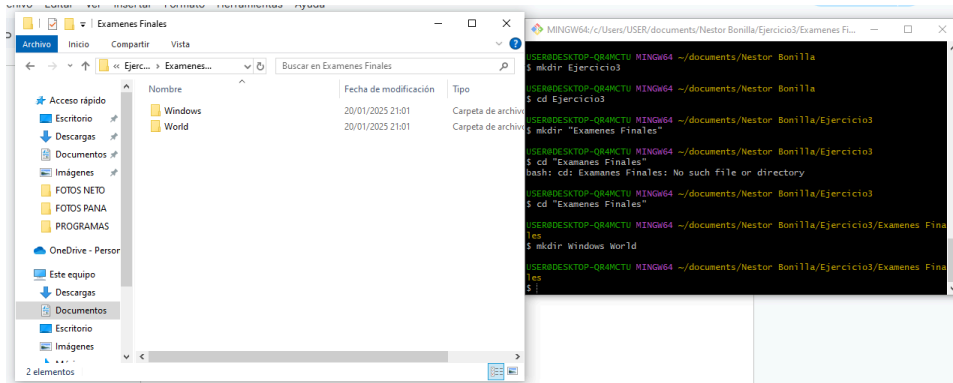 Editar Ver Insertar Formato Herramientas Ayuda
Examenes Finales
Archivo Inicio Compartir Vista
« Ejerc... > Examenes...
Buscar en Examenes Finales
Nombre Fecha de modificación Tipo
Windows 20/01/2025 21:01 Carpeta de archivo
World 20/01/2025 21:01 Carpeta de archivo
Acceso rápido
Escritorio
Descargas
Documentos
Imágenes
FOTOS NETO
FOTOS PANA
PROGRAMAS
OneDrive - Person
Este equipo
Descargas
Documentos
Escritorio
Imágenes
2 elementos
MINGW64:/c/Users/USER/documents/Nestor Bonilla/Ejercicio3/Examenes Fi...
USER@DESKTOP-QR4MCTU MINGW64 ~/documents/Nestor Bonilla
$ mkdir Ejercicio3
USER@DESKTOP-QR4MCTU MINGW64 ~/documents/Nestor Bonilla
$ cd Ejercicio3
USER@DESKTOP-QR4MCTU MINGW64 ~/documents/Nestor Bonilla/Ejercicio3
$ mkdir "Examenes Finales"
USER@DESKTOP-QR4MCTU MINGW64 ~/documents/Nestor Bonilla/Ejercicio3
$ cd "Examanes Finales"
bash: cd: Examanes Finales: No such file or directory
USER@DESKTOP-QR4MCTU MINGW64 ~/documents/Nestor Bonilla/Ejercicio3
$ cd "Examenes Finales"
USER@DESKTOP-QR4MCTU MINGW64 ~/documents/Nestor Bonilla/Ejercicio3/Examenes Fina
les
$ mkdir Windows World
USER@DESKTOP-QR4MCTU MINGW64 ~/documents/Nestor Bonilla/Ejercicio3/Examenes Fina
les
$